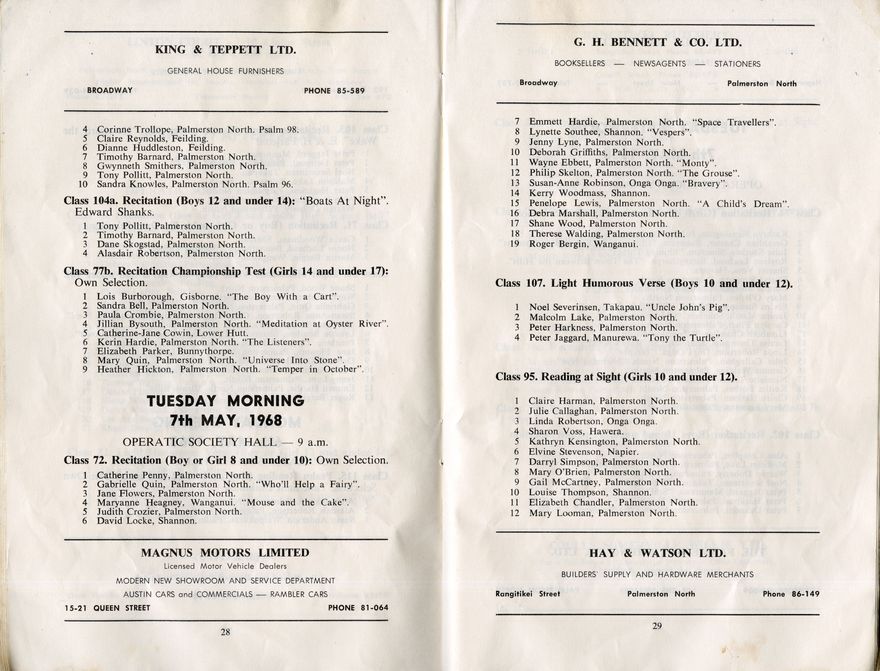 KING & TEPPETT LTD.
GENERAL HOUSE FURNISHERS
BROADWAY PHONE 85-589
4 Corinne Trollope, Palmerston North. Psalm 98.
5 Claire Reynolds, Feilding.
6 Dianne Huddleston, Feilding.
7 Timothy Barnard, Palmerston North.
8 Gwynneth Smithers, Palmerston North.
9 Tony Pollitt, Palmerston North.
10 Sandra Knowles, Palmerston North. Psalm 96.
Class 104a. Recitation (Boys 12 and under 14): "Boats At Night".
Edward Shanks.
1 Tony Pollitt, Palmerston North.
2 Timothy Barnard, Palmerston North.
3 Dane Skogstad, Palmerston North.
4 Alasdair Robertson, Palmerston North.
Class 77b. Recitation Championship Test (Girls 14 and under 17):
Own Selection.
1 Lois Burborough, Gisborne. "The Boy With a Cart".
2 Sandra Bell, Palmerston North.
3 Paula Crombie, Palmerston North.
4 Jillian Bysouth, Palmerston North. "Meditation at Oyster River".
5 Catherine-Jane Cowin, Lower Hutt.
6 Kerin Hardie, Palmerston North. "The Listeners".
7 Elizabeth Parker, Bunnythorpe.
8 Mary Quin, Palmerston North. "Universe Into Stone".
9 Heather Hickton, Palmerston North. "Temper in October".
TUESDAY MORNING
7th MAY, 1968
OPERATIC SOCIETY HALL — 9 a.m.
Class 72. Recitation (Boy or Girl 8 and under 10): Own Selection.
1 Catherine Penny, Palmerston North.
2 Gabrielle Quin, Palmerston North. "Who'll Help a Fairy".
3 Jane Flowers, Palmerston North.
4 Maryanne Heagney, Wanganui. "Mouse and the Cake".
5 Judith Crozier, Palmerston North.
6 David Locke, Shannon.
MAGNUS MOTORS LIMITED
Licensed Motor Vehicle Dealers
MODERN NEW SHOWROOM AND SERVICE DEPARTMENT
AUSTIN CARS and COMMERCIALS — RAMBLER CARS
15-21 QUEEN STREET PHONE 81-064
28
G. H. BENNETT & CO. LTD.
BOOKSELLERS — NEWSAGENTS — STATIONERS
Broadway Palmerston North
7 Emmett Hardie, Palmerston North. "Space Travellers".
8 Lynette Southee, Shannon. "Vespers".
9 Jenny Lyne, Palmerston North.
10 Deborah Griffiths, Palmerston North.
11 Wayne Ebbett, Palmerston North. "Monty".
12 Philip Skelton, Palmerston North. "The Grouse".
13 Susan-Anne Robinson, Onga Onga. "Bravery".
14 Kerry Woodmass, Shannon.
15 Penelope Lewis, Palmerston North. "A Child's Dream".
16 Debra Marshall, Palmerston North.
17 Shane Wood, Palmerston North.
18 Therese Walding, Palmerston North.
19 Roger Bergin, Wanganui.
Class 107. Light Humorous Verse (Boys 10 and under 12).
1 Noel Severinsen, Takapau. "Uncle John's Pig".
2 Malcolm Lake, Palmerston North.
3 Peter Harkness, Palmerston North.
4 Peter Jaggard, Manurewa. "Tony the Turtle".
Class 95. Reading at Sight (Girls 10 and under 12).
1 Claire Harman, Palmerston North.
2 Julie Callaghan, Palmerston North.
3 Linda Robertson, Onga Onga.
4 Sharon Voss, Hawera.
5 Kathryn Kensington, Palmerston North.
6 Elvine Stevenson, Napier.
7 Darryl Simpson, Palmerston North.
8 Mary O'Brien, Palmerston North.
9 Gail McCartney, Palmerston North.
10 Louise Thompson, Shannon.
11 Elizabeth Chandler, Palmerston North.
12 Mary Looman, Palmerston North.
HAY & WATSON LTD.
BUILDERS' SUPPLY AND HARDWARE MERCHANTS
Rangitikei Street Palmerston North Phone 86-149
29